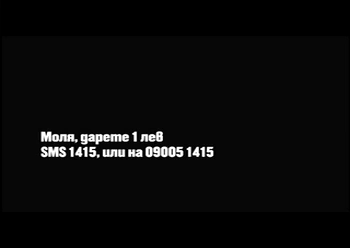 Моля, дарете 1 лев
SMS 1415, или на 09005 1415